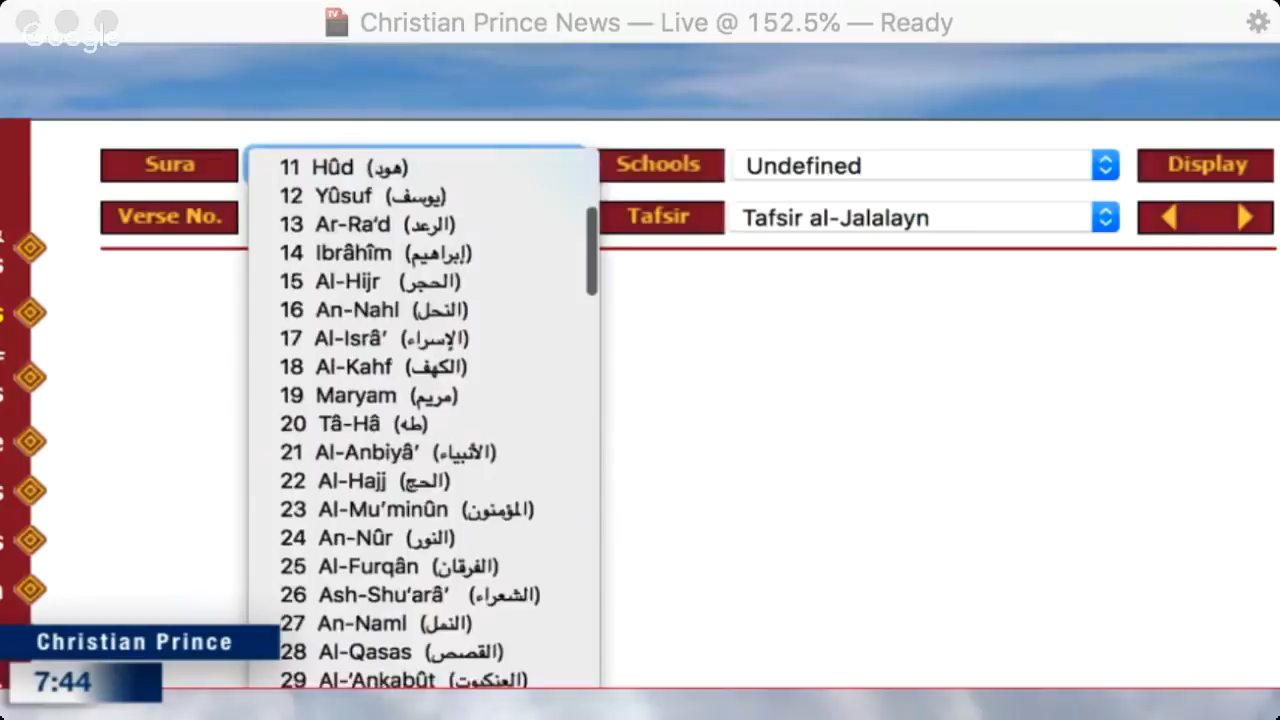 Christian Prince News — Live @ 152.5% — Ready
Google
Sura
Schools
Undefined
Display
Verse No.
Tafsir
Tafsir al-Jalalayn
11 Hûd (هود)
12 Yûsuf (يوسف)
13 Ar-Ra‘d (الرعد)
14 Ibrâhîm (إبراهيم)
15 Al-Hijr (الحجر)
16 An-Nahl (النحل)
17 Al-Isrâ’ (الإسراء)
18 Al-Kahf (الكهف)
19 Maryam (مريم)
20 Tâ-Hâ (طه)
21 Al-Anbiyâ’ (الأنبياء)
22 Al-Hajj (الحج)
23 Al-Mu’minûn (المؤمنون)
24 An-Nûr (النور)
25 Al-Furqân (الفرقان)
26 Ash-Shu‘arâ’ (الشعراء)
27 An-Naml (النمل)
28 Al-Qasas (القصص)
29 Al-‘Ankabût (العنكبوت)
Christian Prince
7:44